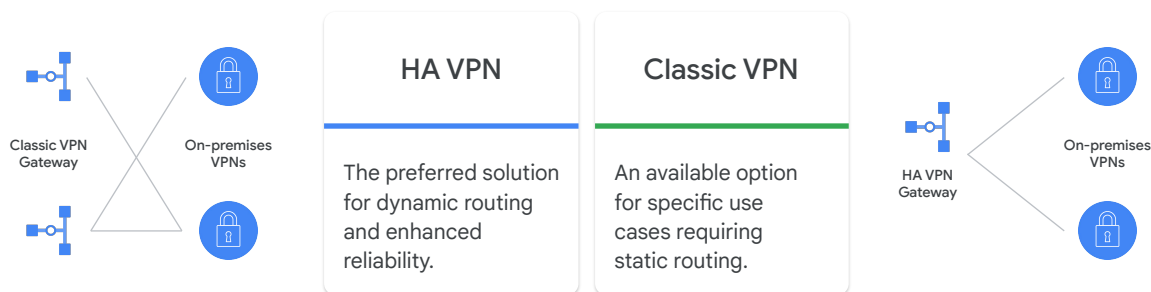 Classic VPN
Gateway
On-premises
VPNs
HA VPN
The preferred solution
for dynamic routing
and enhanced
reliability.
Classic VPN
An available option
for specific use
cases requiring
static routing.
HA VPN
Gateway
On-premises
VPNs